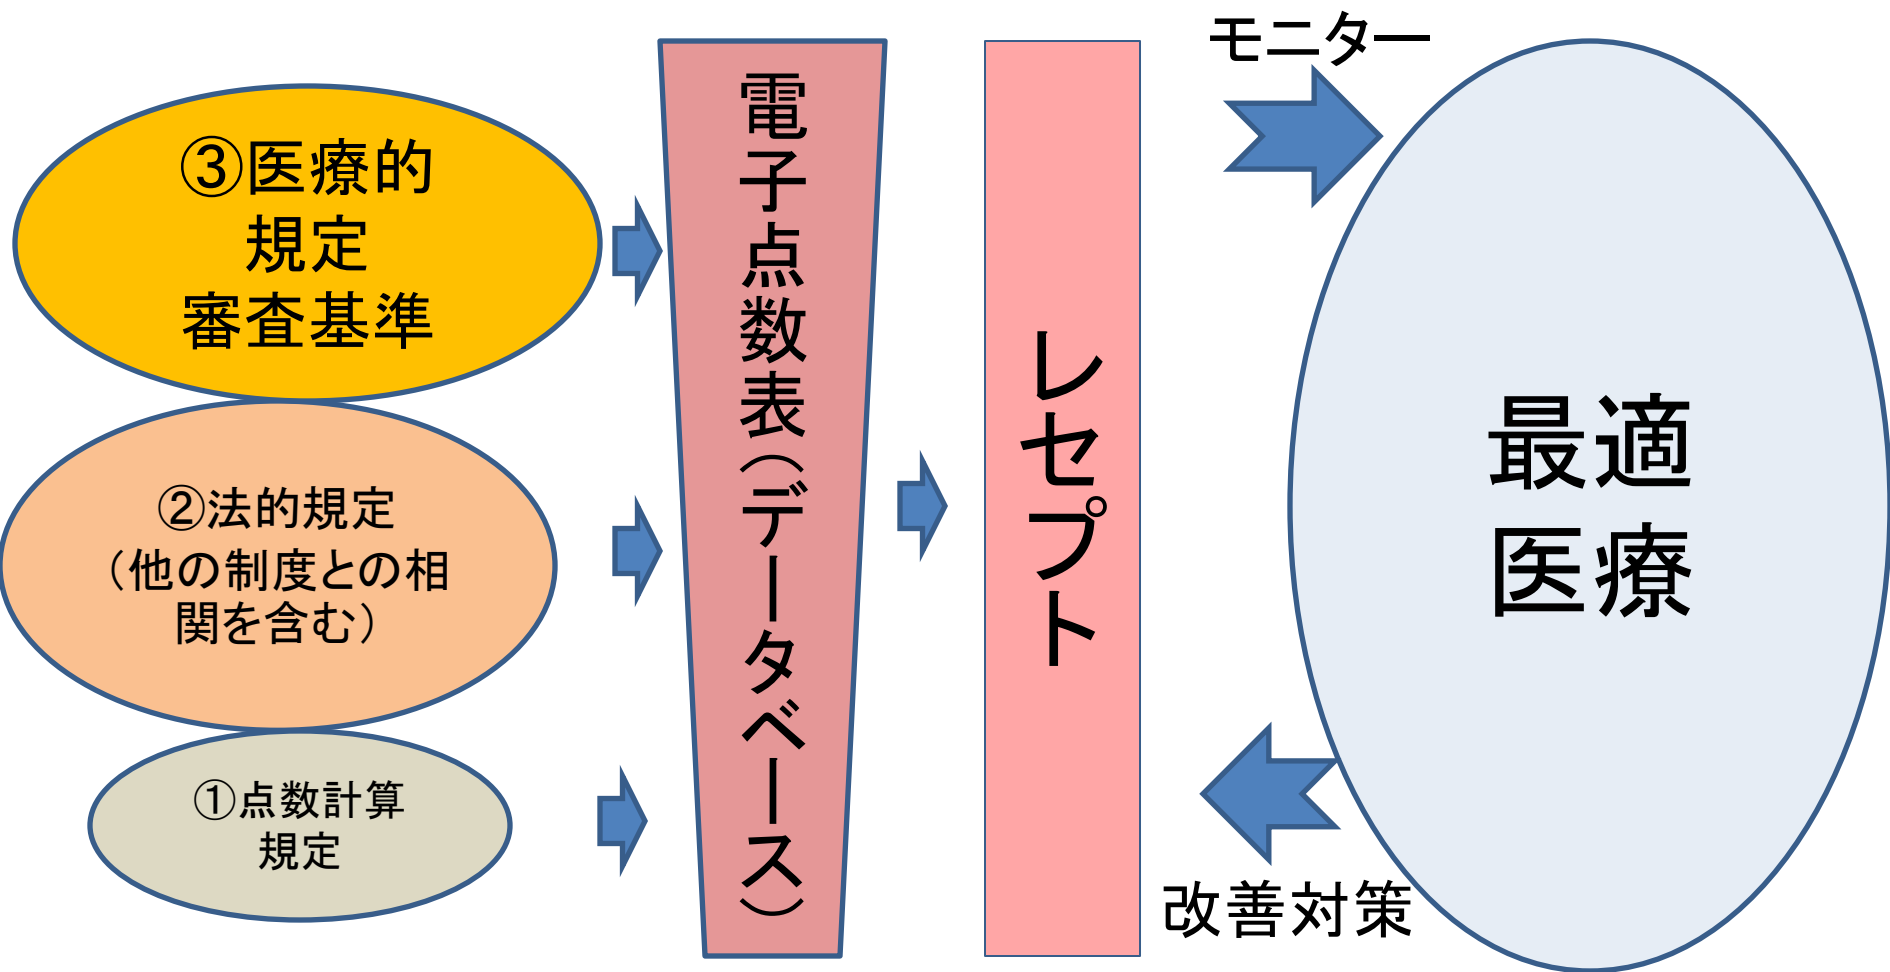 ③医療的
規定
審査基準
②法的規定
（他の制度との相
関を含む）
①点数計算
規定
電子点数表（データベース）
レセプト
モニター
最適
医療
改善対策